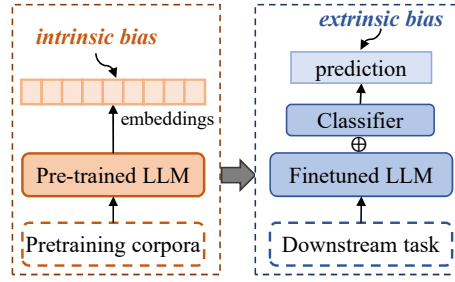 intrinsic bias
embeddings
Pre-trained LLM
Pretraining corpora
extrinsic bias
prediction
Classifier
⊕
Finetuned LLM
Downstream task